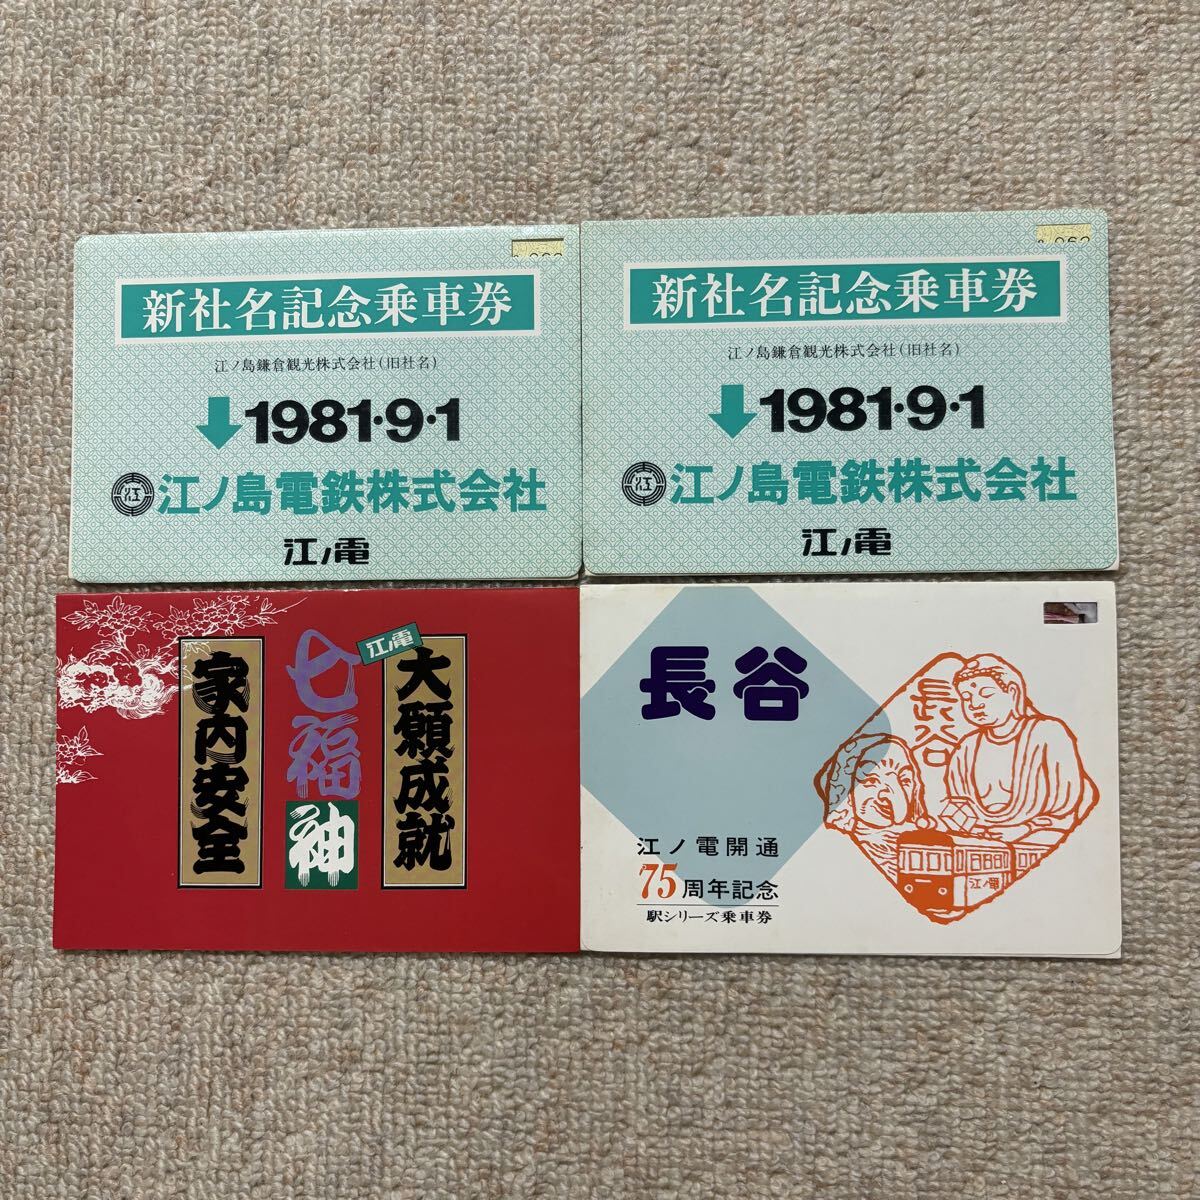 新社名記念乗車券
江ノ島鎌倉観光株式会社(旧社名)
1981・9・1
江ノ島電鉄株式会社
江ノ電
新社名記念乗車券
江ノ島鎌倉観光株式会社(旧社名)
1981・9・1
江ノ島電鉄株式会社
江ノ電
大願成就
江ノ電
七福神
家内安全
長谷
江ノ電開通
75周年記念
駅シリーズ乗車券
長谷
江ノ電